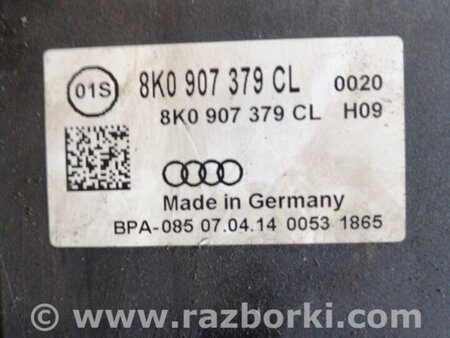 01S 8K0 907 379 CL 0020
8K0 907 379 CL H09
Made in Germany
BPA-085 07.04.14 0053 1865
© www.razborki.com